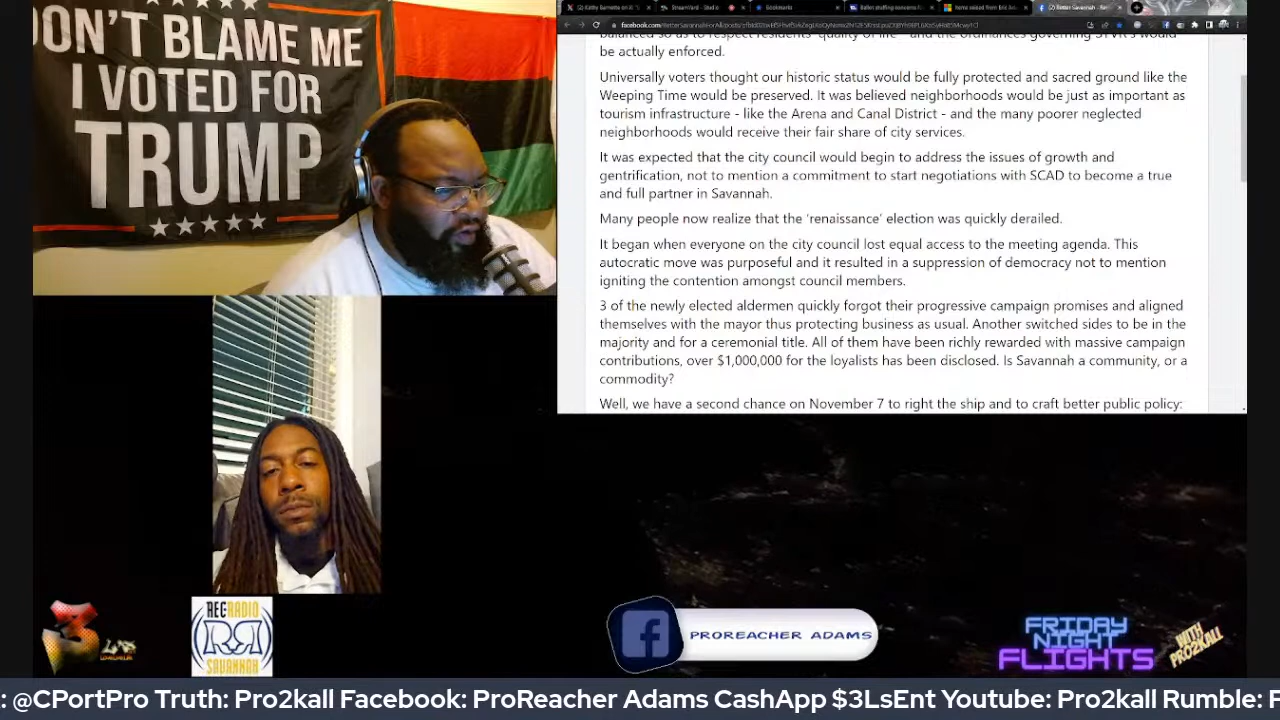 ON'T BLAME ME
I VOTED FOR
TRUMP
be actually enforced.
Universally voters thought our historic status would be fully protected and sacred ground like the
Weeping Time would be preserved. It was believed neighborhoods would be just as important as
tourism infrastructure - like the Arena and Canal District - and the many poorer neglected
neighborhoods would receive their fair share of city services.
It was expected that the city council would begin to address the issues of growth and
gentrification, not to mention a commitment to start negotiations with SCAD to become a true
and full partner in Savannah.
Many people now realize that the ‘renaissance’ election was quickly derailed.
It began when everyone on the city council lost equal access to the meeting agenda. This
autocratic move was purposeful and it resulted in a suppression of democracy not to mention
igniting the contention amongst council members.
3 of the newly elected aldermen quickly forgot their progressive campaign promises and aligned
themselves with the mayor thus protecting business as usual. Another switched sides to be in the
majority and for a ceremonial title. All of them have been richly rewarded with massive campaign
contributions, over $1,000,000 for the loyalists has been disclosed. Is Savannah a community, or a
commodity?
Well, we have a second chance on November 7 to right the ship and to craft better public policy:
REC-RADIO
SAVANNAH
PROREACHER ADAMS
FRIDAY
NIGHT
FLIGHTS
WITH
PRO2KALL
: @CPortPro Truth: Pro2kall Facebook: ProReacher Adams CashApp $3LsEnt Youtube: Pro2kall Rumble: